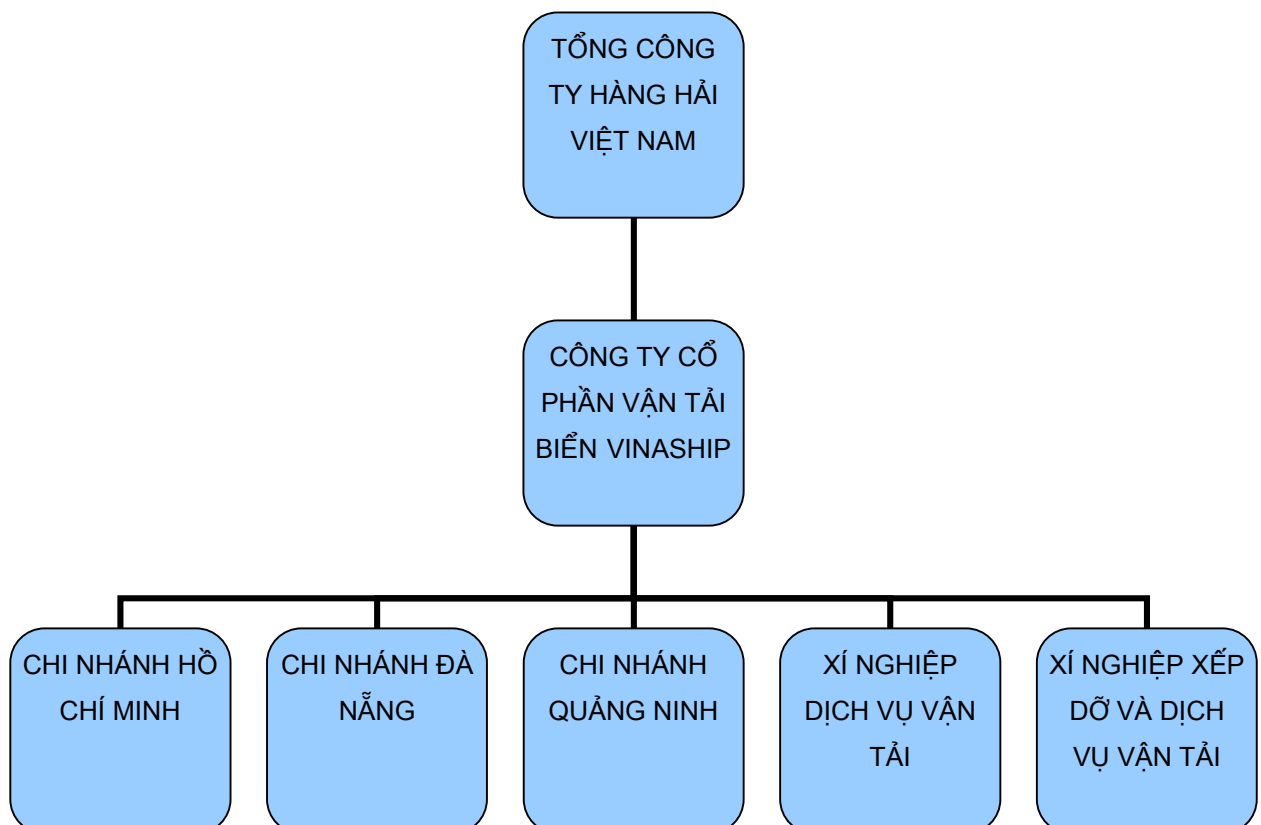 TỔNG CÔNG
TY HÀNG HẢI
VIỆT NAM
CÔNG TY CỔ
PHẦN VẬN TẢI
BIỂN VINASHIP
CHI NHÁNH HỒ
CHÍ MINH
CHI NHÁNH ĐÀ
NẴNG
CHI NHÁNH
QUẢNG NINH
XÍ NGHIỆP
DỊCH VỤ VẬN
TẢI
XÍ NGHIỆP XẾP
DỠ VÀ DỊCH
VỤ VẬN TẢI